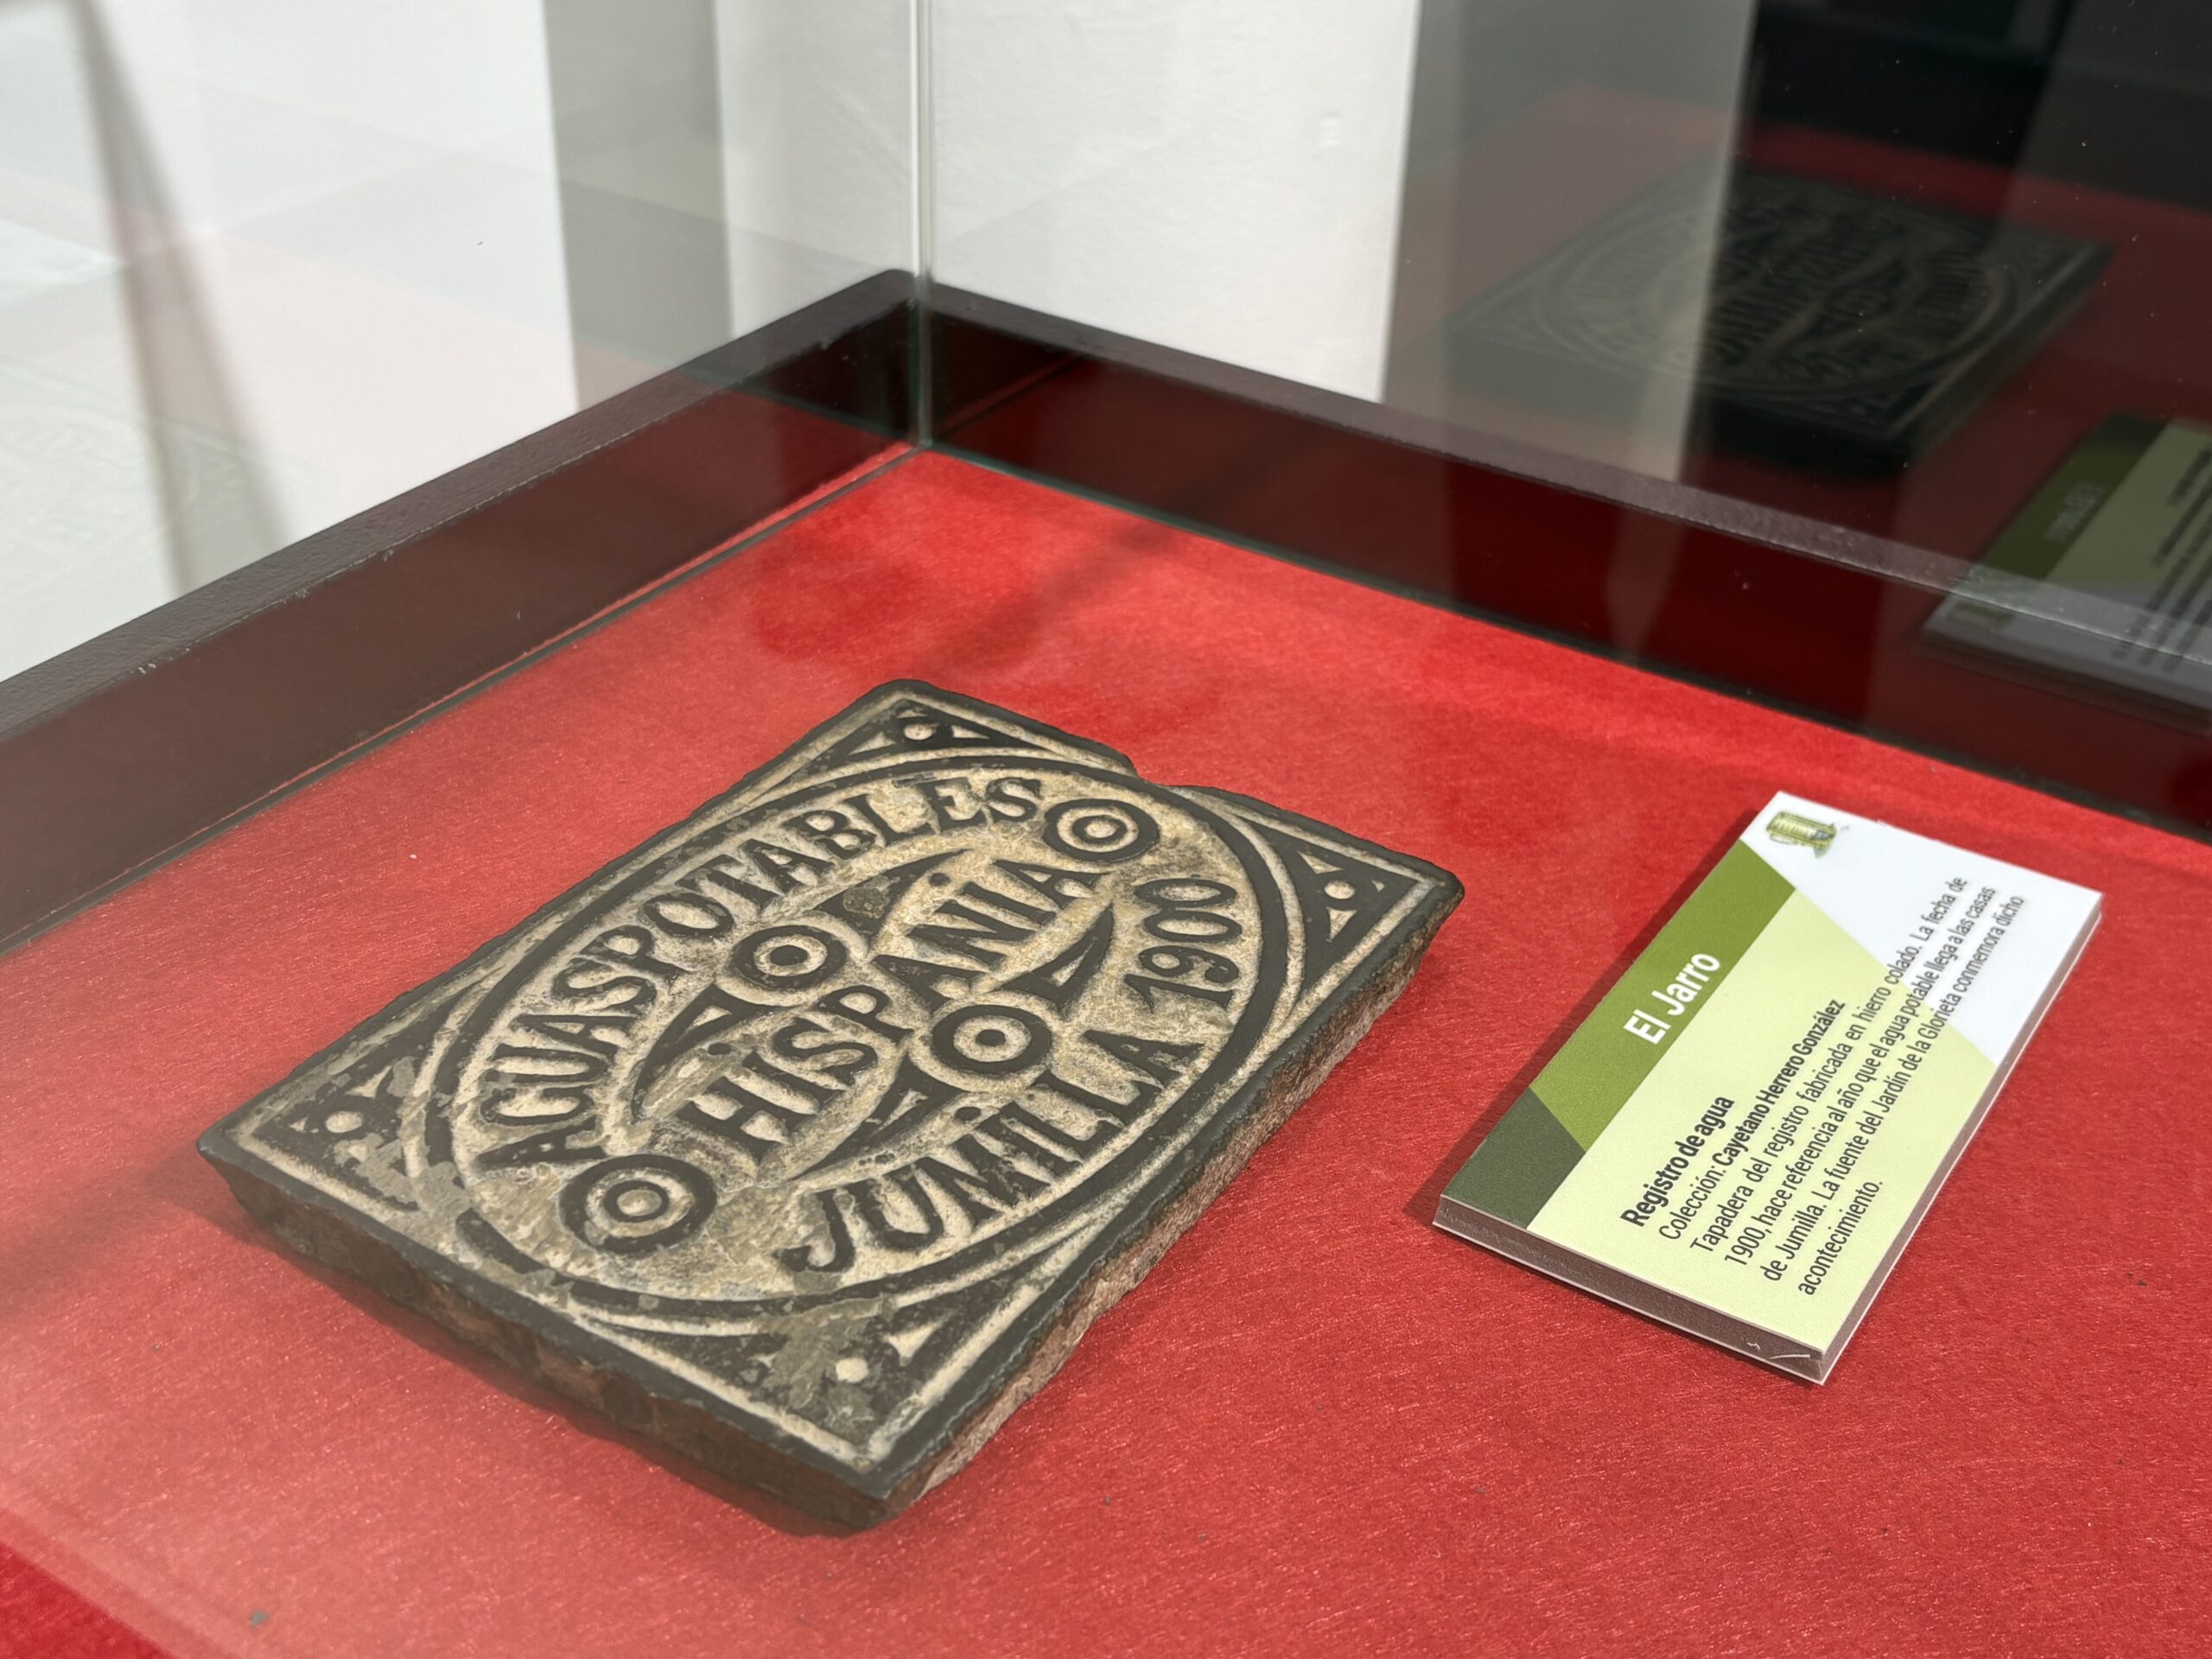 AGUAS POTABLES
HISPANIA
JUMILLA 1900
El Jarro
Registro de agua
Colección: Cayetano Herrero González
Tapadera del registro fabricada en hierro colado. La fecha de
1900, hace referencia al año que el agua potable llega a las casas
de Jumilla. La fuente del Jardín de la Glorieta conmemora dicho
acontecimiento.